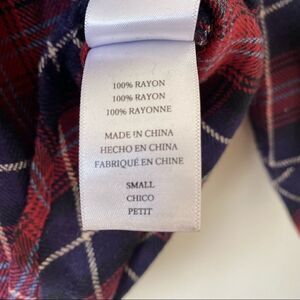 100% RAYON
100% RAYON
100% RAYONNE
MADE IN CHINA
HECHO EN CHINA
FABRIQUÉ EN CHINE
SMALL
CHICO
PETIT